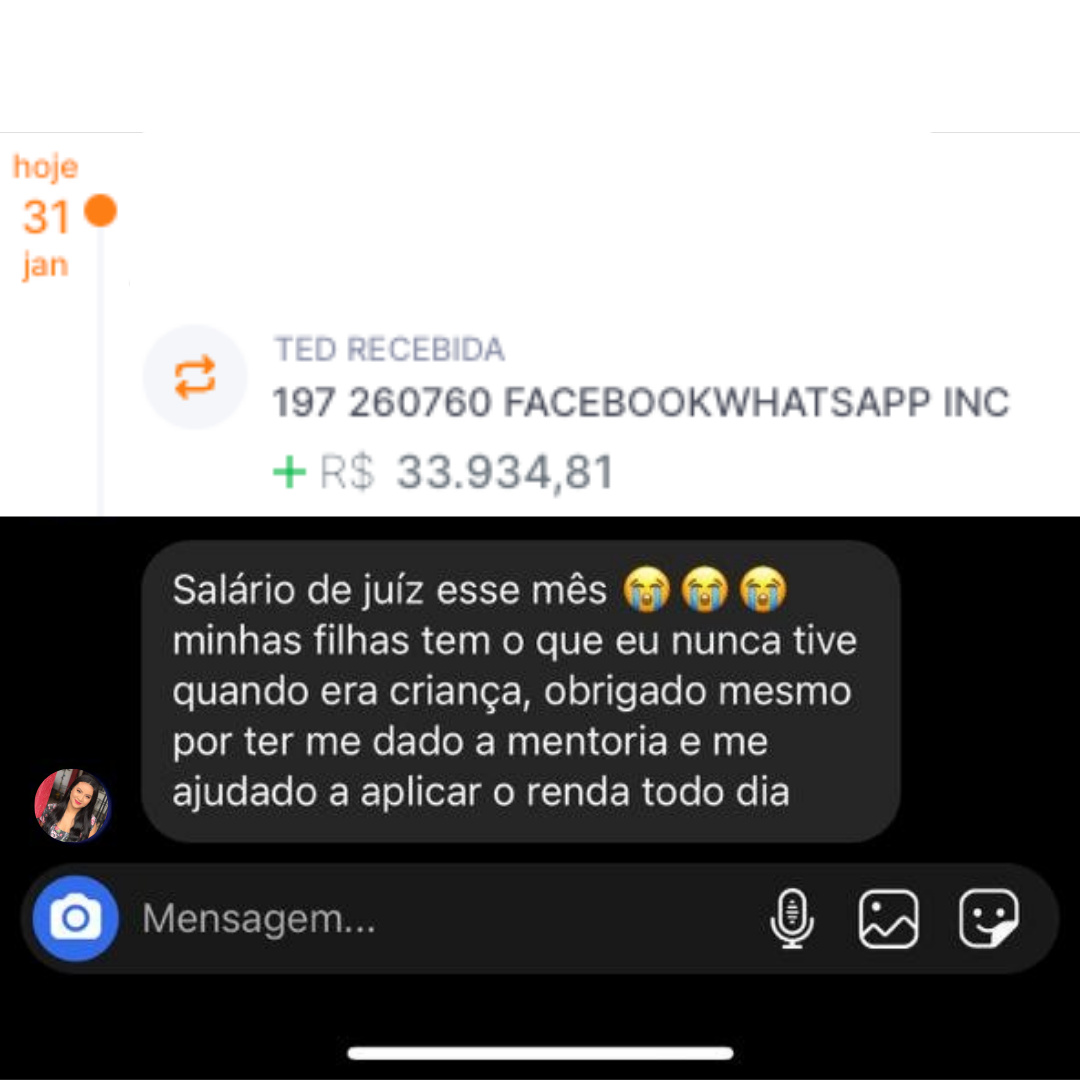 hoje
31
jan
TED RECEBIDA
197 260760 FACEBOOKWHATSAPP INC
+ R$ 33.934,81
Salário de juíz esse mês 😭😭😭
minhas filhas tem o que eu nunca tive
quando era criança, obrigado mesmo
por ter me dado a mentoria e me
ajudado a aplicar o renda todo dia
Mensagem...